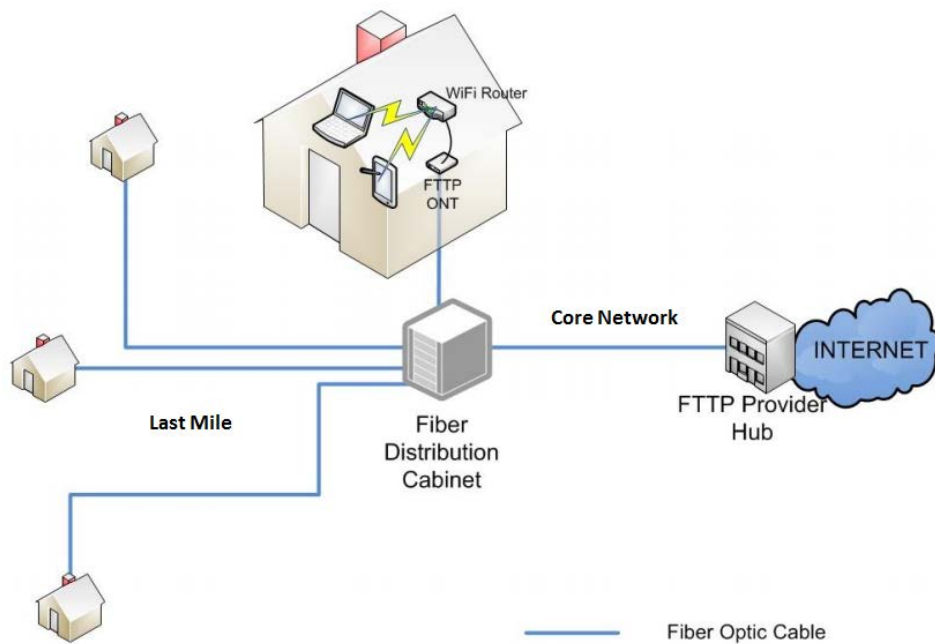 WiFi Router
FTTP
ONT
Core Network
INTERNET
FTTP Provider
Hub
Last Mile
Fiber
Distribution
Cabinet
Fiber Optic Cable